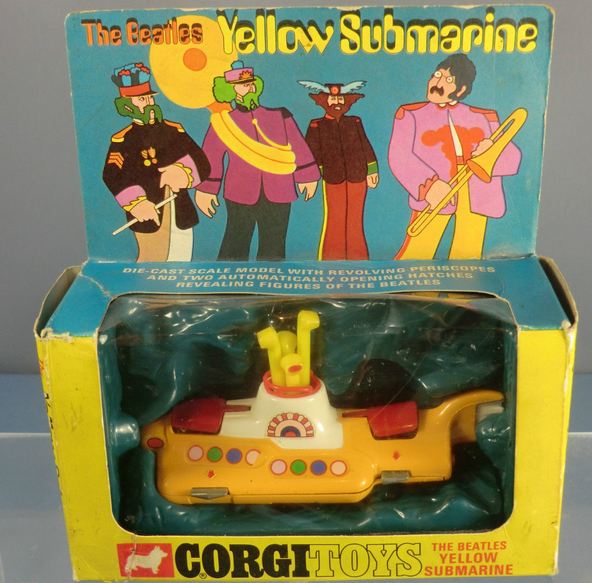 The Beatles Yellow Submarine
DIE-CAST SCALE MODEL WITH REVOLVING PERISCOPES
AND TWO AUTOMATICALLY OPENING HATCHES
REVEALING FIGURES OF THE BEATLES
CORGI TOYS
THE BEATLES
YELLOW
SUBMARINE